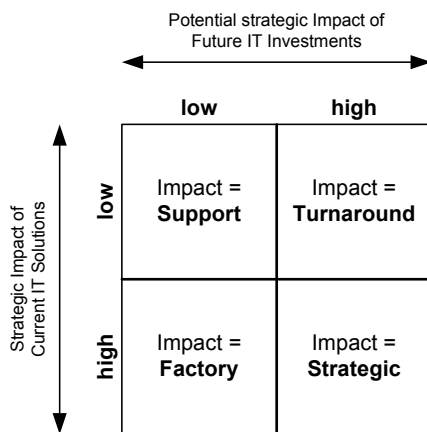 Potential strategic Impact of
Future IT Investments
low
high
Strategic Impact of
Current IT Solutions
low
Impact =
Support
Impact =
Turnaround
high
Impact =
Factory
Impact =
Strategic